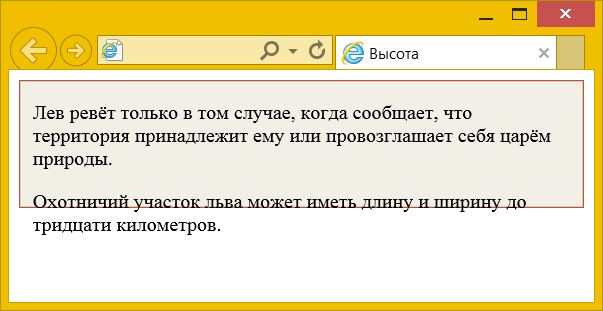 Высота
Лев ревёт только в том случае, когда сообщает, что
территория принадлежит ему или провозглашает себя царём
природы.
Охотничий участок льва может иметь длину и ширину до
тридцати километров.